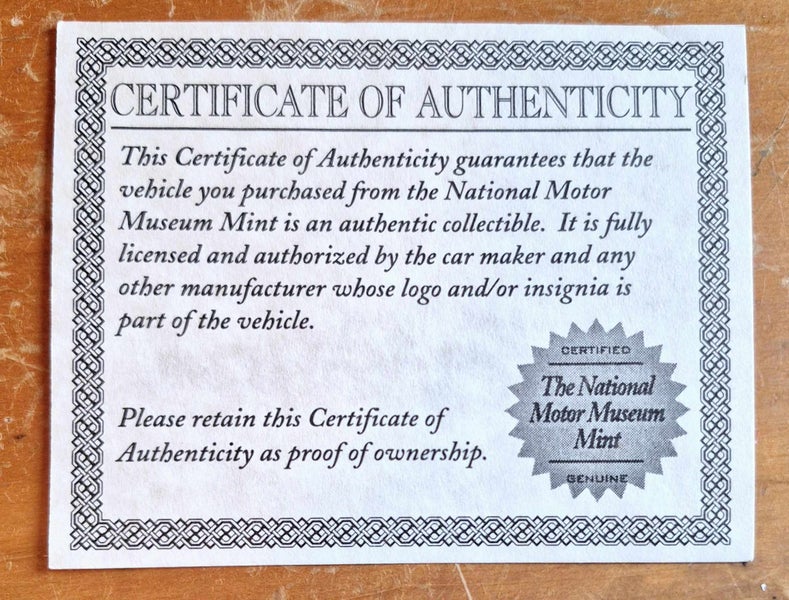 CERTIFICATE OF AUTHENTICITY
This Certificate of Authenticity guarantees that the
vehicle you purchased from the National Motor
Museum Mint is an authentic collectible. It is fully
licensed and authorized by the car maker and any
other manufacturer whose logo and/or insignia is
part of the vehicle.
Please retain this Certificate of
Authenticity as proof of ownership.
CERTIFIED
The National
Motor Museum
Mint
GENUINE